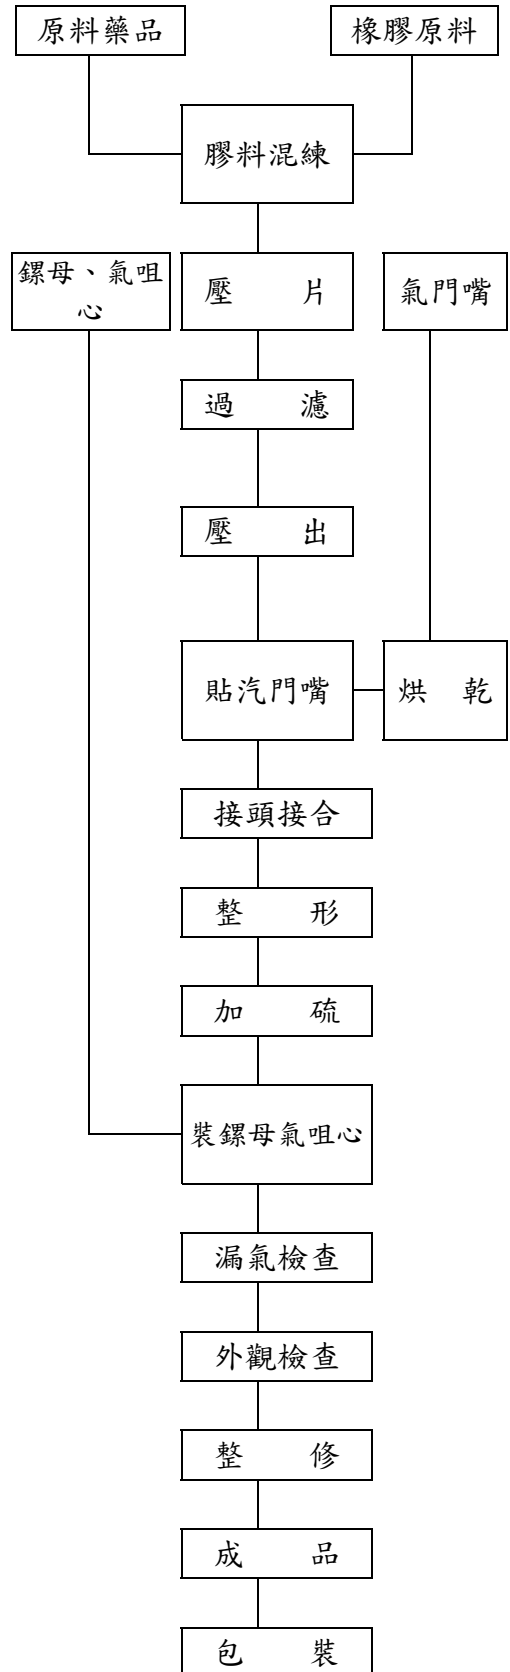 原料藥品
橡膠原料
膠料混練
鏍母、氣咀
心
壓 片
氣門嘴
過 濾
壓 出
貼汽門嘴
烘 乾
接頭接合
整 形
加 硫
裝鏍母氣咀心
漏氣檢查
外觀檢查
整 修
成 品
包 裝